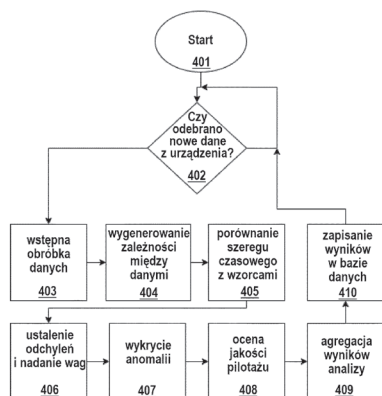 Start
401
Czy
odebrano
nowe dane
z urządzenia?
402
wstępna
obróbka
danych
403
wygenerowanie
zależności
między
danymi
404
porównanie
szeregu
czasowego
z wzorcami
405
zapisanie
wyników
w bazie
danych
410
ustalenie
odchyleń
i nadanie wag
406
wykrycie
anomalii
407
ocena
jakości
pilotażu
408
agregacja
wyników
analizy
409